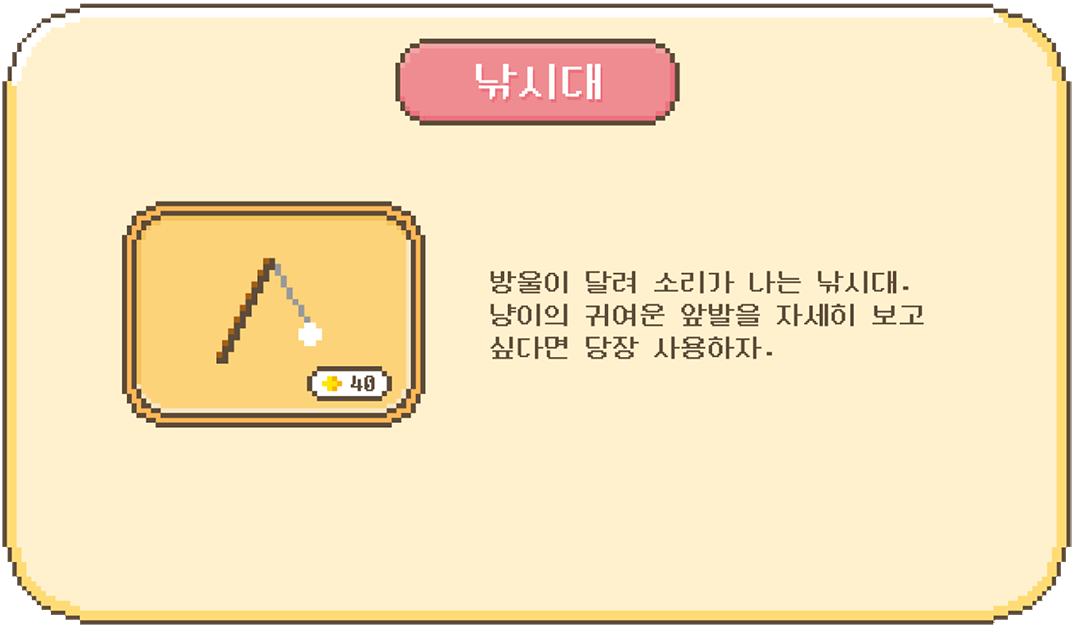 낚시대
방울이 달려 소리가 나는 낚시대.
냥이의 귀여운 앞발을 자세히 보고
싶다면 당장 사용하자.
40